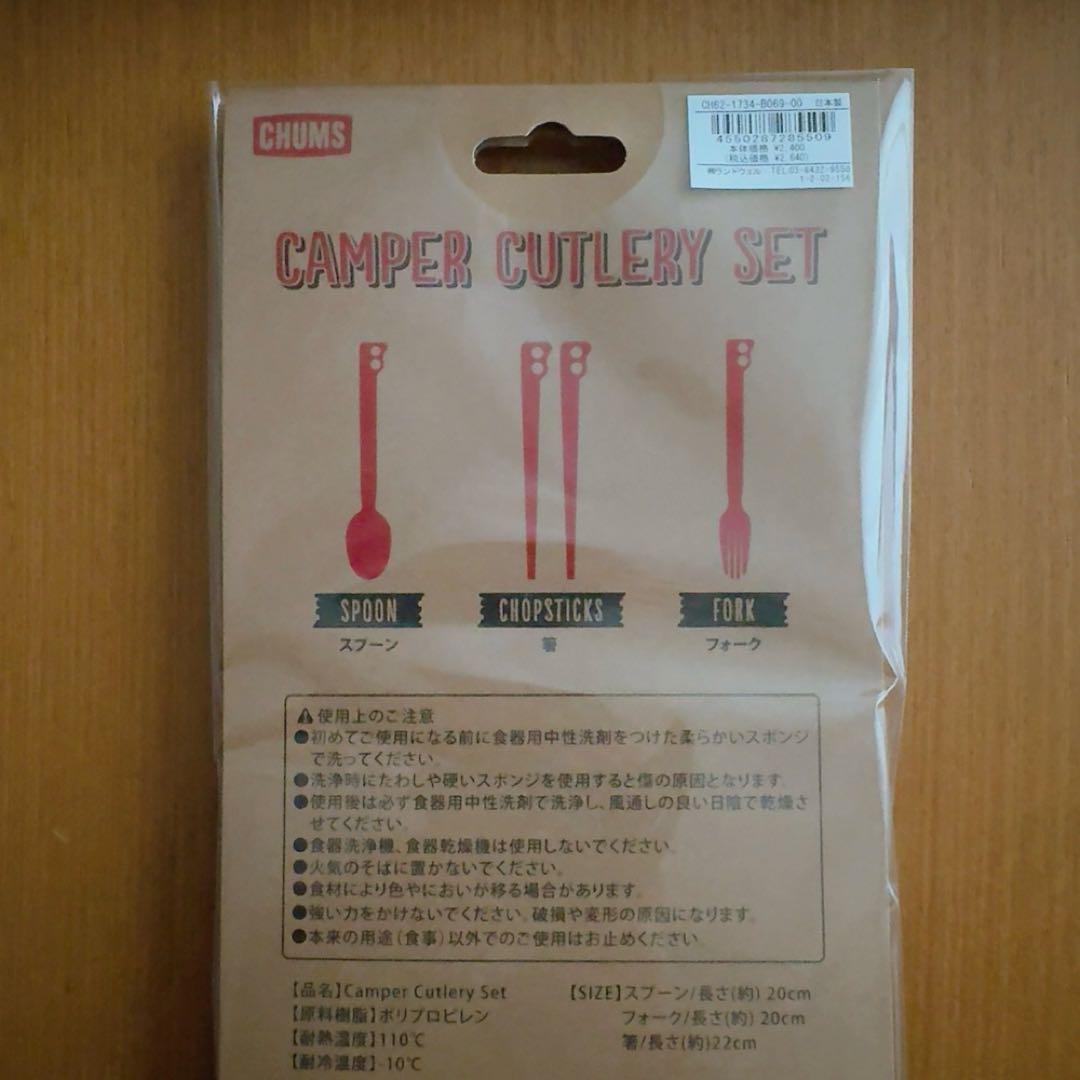 CHUMS
CH62-1734-B069-00 日本製
4550287285509
本体価格 ¥2,400
(税込価格 ¥2,640)
㈱ランドウェル TEL:03-6432-9550
1-2-02-156
CAMPER CUTLERY SET
SPOON CHOPSTICKS FORK
スプーン 箸 フォーク
⚠使用上のご注意
●初めてご使用になる前に食器用中性洗剤をつけた柔らかいスポンジ
で洗ってください。
●洗浄時にたわしや硬いスポンジを使用すると傷の原因となります。
●使用後は必ず食器用中性洗剤で洗浄し、風通しの良い日陰で乾燥さ
せてください。
●食器洗浄機、食器乾燥機は使用しないでください。
●火気のそばに置かないでください。
●食材により色やにおいが移る場合があります。
●強い力をかけないでください。破損や変形の原因になります。
●本来の用途(食事)以外でのご使用はお止めください。
【品名】Camper Cutlery Set 【SIZE】スプーン/長さ(約) 20cm
【原料樹脂】ポリプロピレン フォーク/長さ(約) 20cm
【耐熱温度】110℃ 箸/長さ(約)22cm
【耐冷温度】-10℃